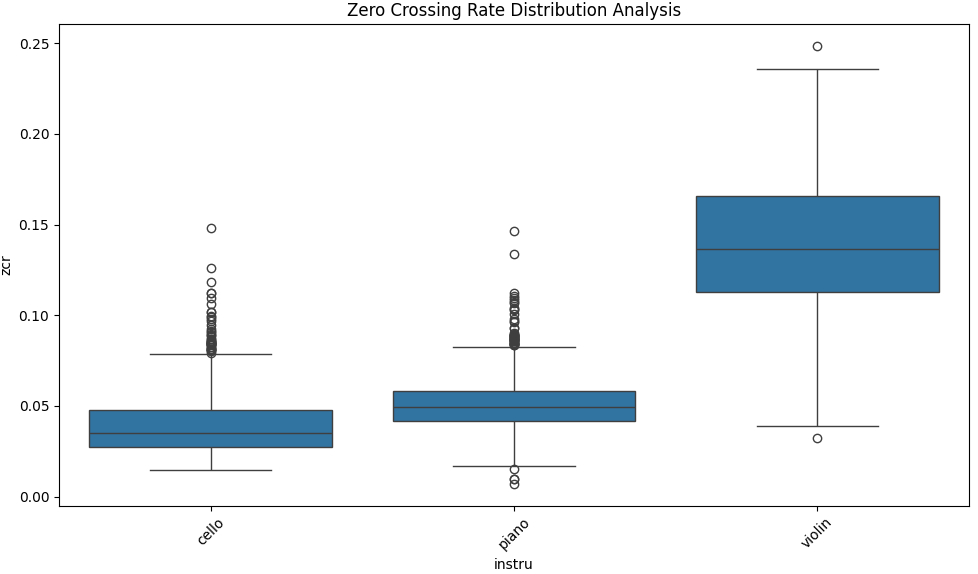 Zero Crossing Rate Distribution Analysis
0.25
0.20
0.15
0.10
0.05
0.00
zcr
cello
piano
violin
instru